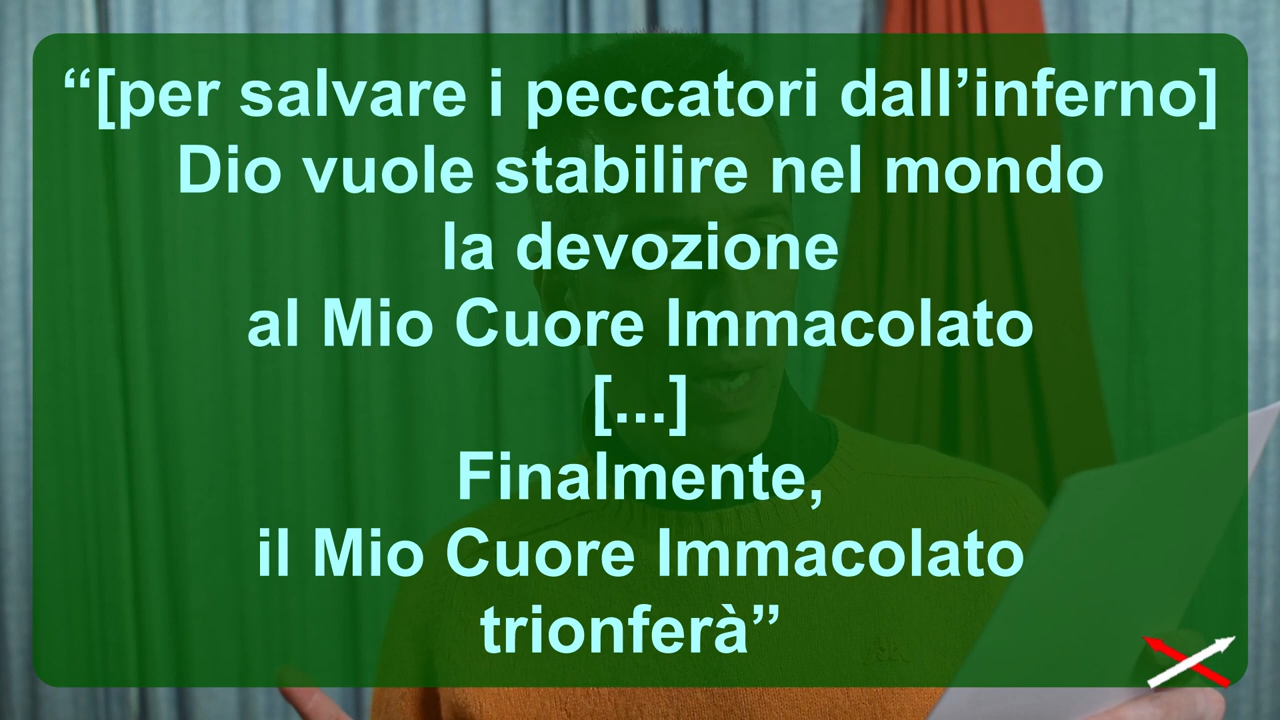 “[per salvare i peccatori dall’inferno]
Dio vuole stabilire nel mondo
la devozione
al Mio Cuore Immacolato
[...]
Finalmente,
il Mio Cuore Immacolato
trionferà”